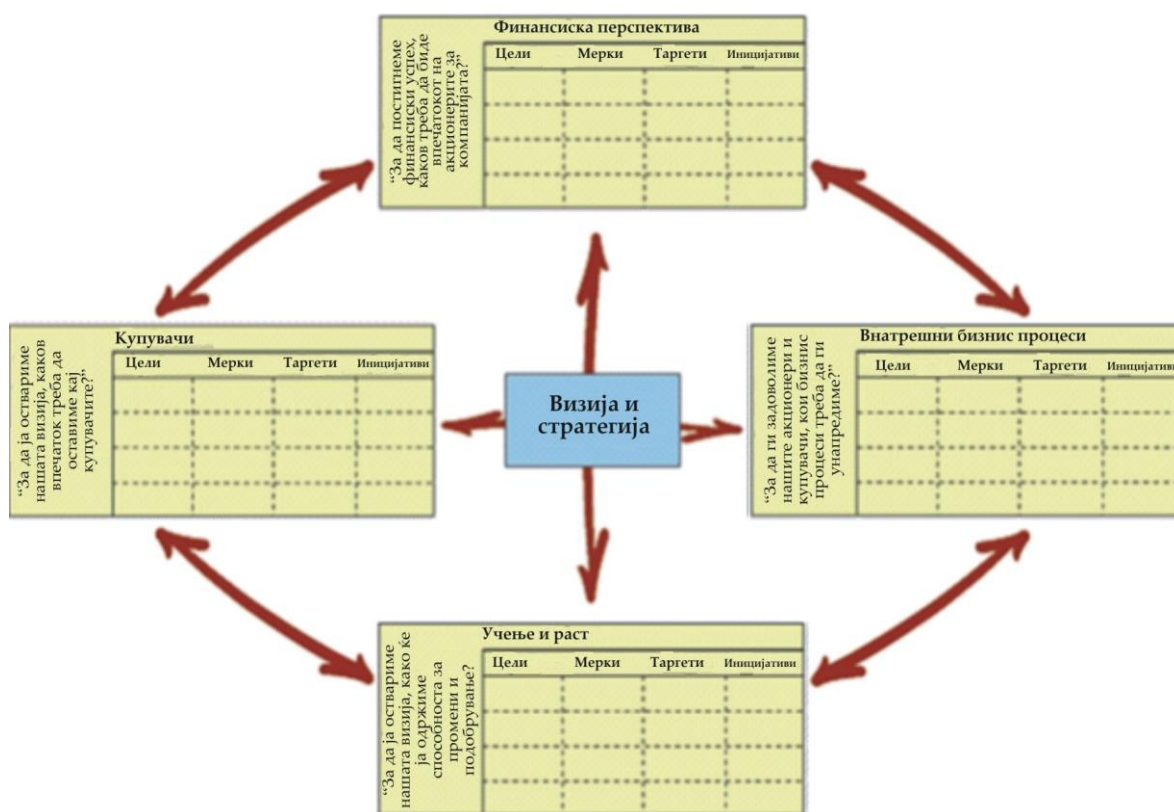 Финансиска перспектива
Цели Мерки Таргети Иницијативи
“За да постигнеме
финансиски успех,
каков треба да биде
впечатокот на
акционерите за
компанијата?”
Купувачи
Цели Мерки Таргети Иницијативи
“За да ја оствариме
нашата визија, каков
впечаток треба да
оставиме кај
купувачите?”
Визија и
стратегија
Внатрешни бизнис процеси
Цели Мерки Таргети Иницијативи
“За да ги задоволиме
нашите акционери и
купувачи, кои бизнис
процеси треба да ги
унапредиме?”
Учење и раст
Цели Мерки Таргети Иницијативи
“За да ја оствариме
нашата визија, како ќе
ја одржиме
способноста за
промени и
подобрување?